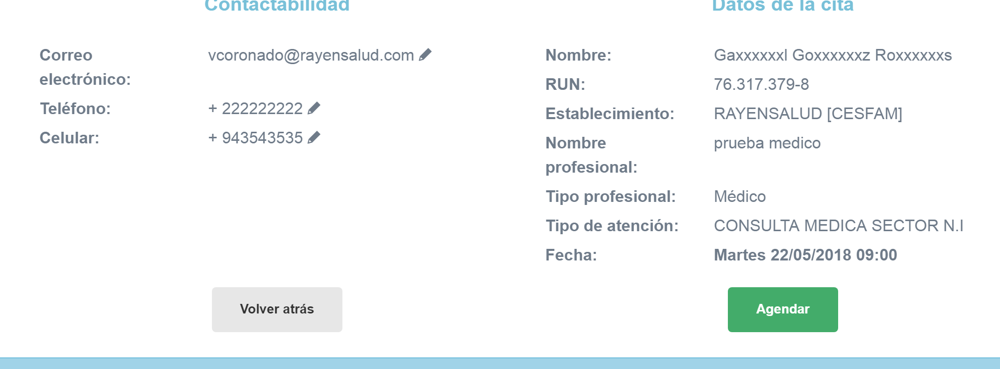 Contactabilidad
Correo electrónico: vcoronado@rayensalud.com
Teléfono: + 222222222
Celular: + 943543535
Datos de la cita
Nombre: Gaxxxxxxl Goxxxxxxz Roxxxxxxs
RUN: 76.317.379-8
Establecimiento: RAYENSALUD [CESFAM]
Nombre profesional: prueba medico
Tipo profesional: Médico
Tipo de atención: CONSULTA MEDICA SECTOR N.I
Fecha: Martes 22/05/2018 09:00
Volver atrás
Agendar